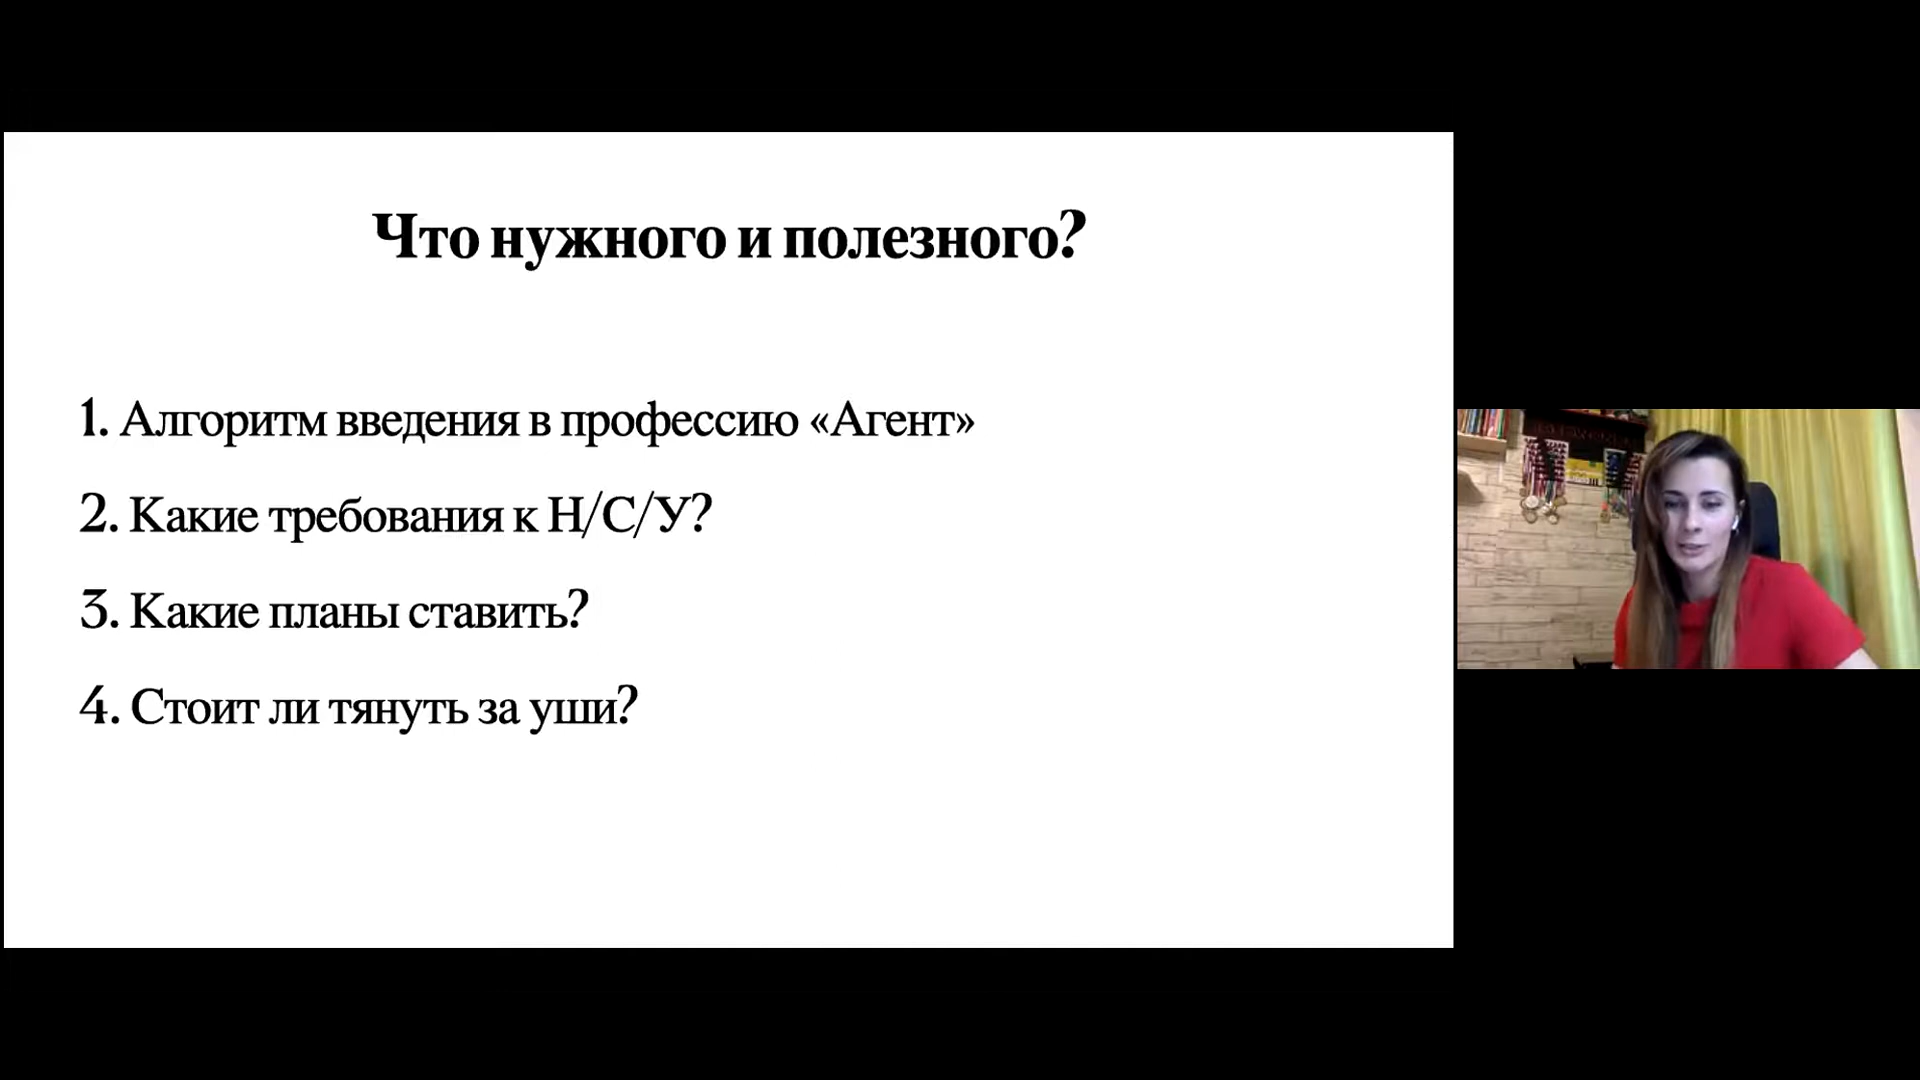 Что нужного и полезного?
1. Алгоритм введения в профессию «Агент»
2. Какие требования к Н/С/У?
3. Какие планы ставить?
4. Стоит ли тянуть за уши?